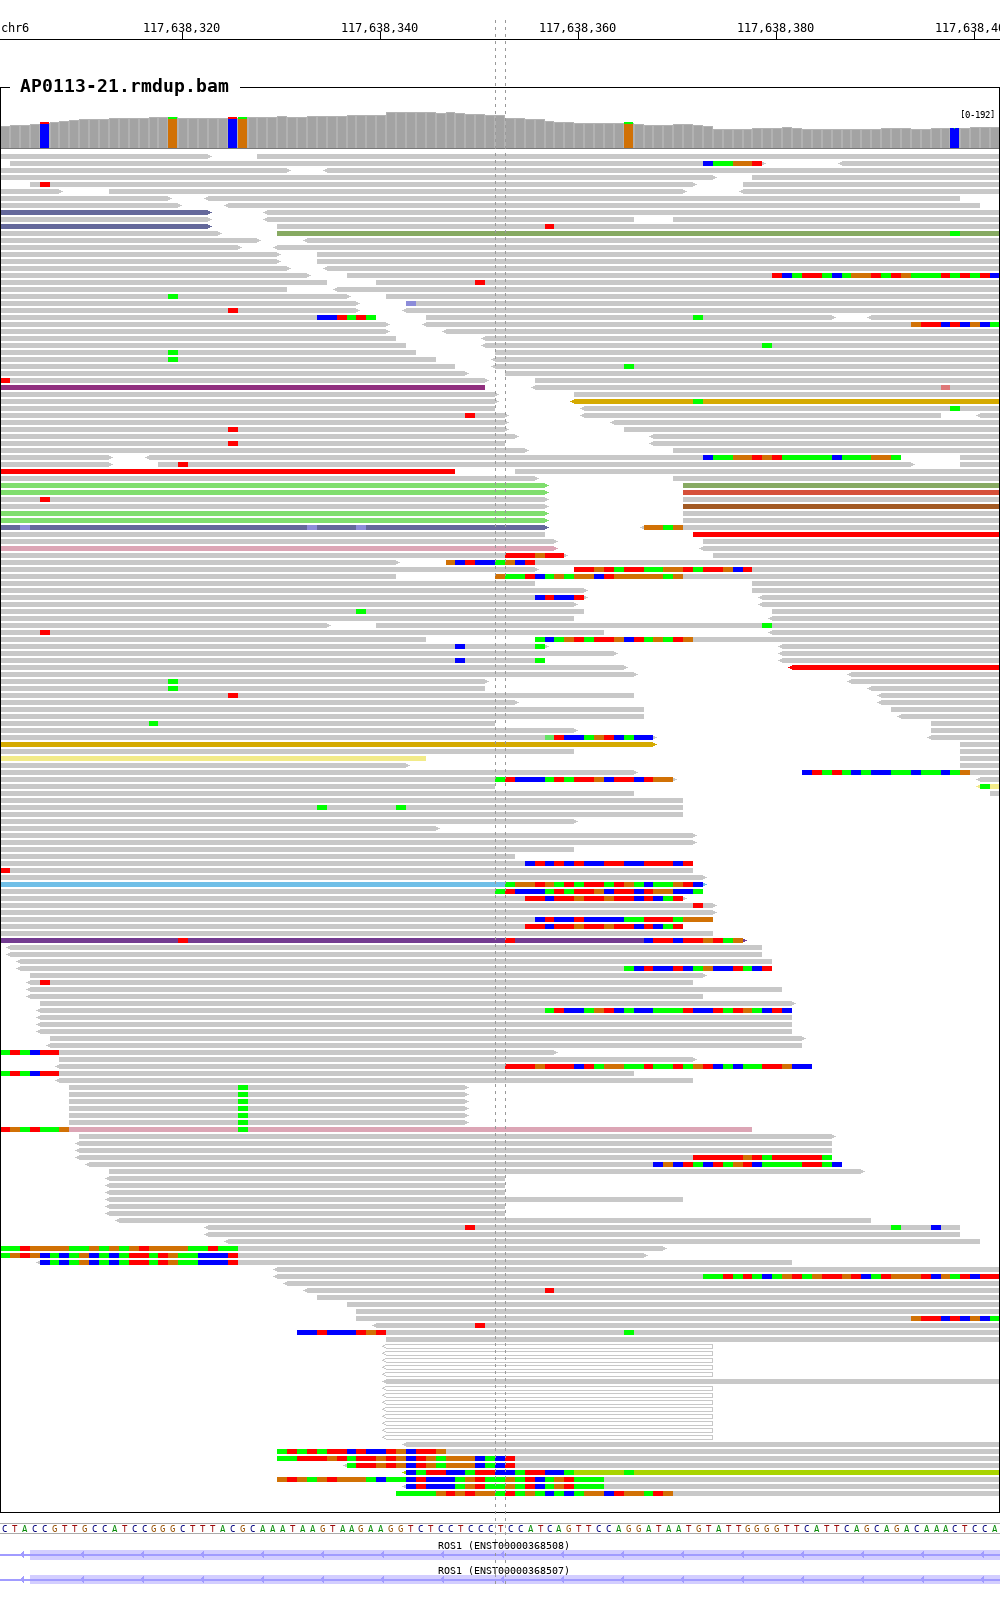 chr6 117,638,320 117,638,340 117,638,360 117,638,380 117,638,40
AP0113-21.rmdup.bam
[0-192]
CTACCGTTGCCATCCGGGCTTTACGCAAATAAGTAAGAAGGTCTCCTCCCTCCATCAGTTCCAGGATAATGTATTGGGGTTCATTCAGCAGACAAACTCCA
ROS1 (ENST00000368508)
ROS1 (ENST00000368507)